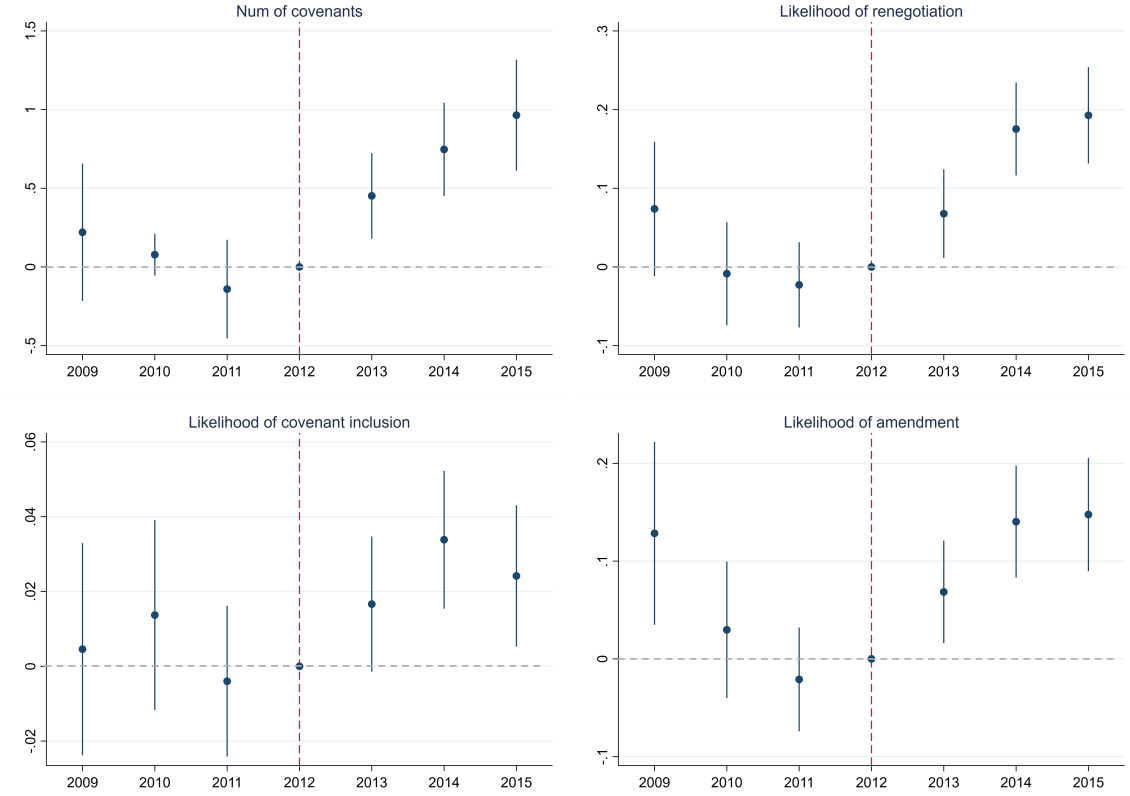 Num of covenants
1.5
1
.5
0
-.5
2009 2010 2011 2012 2013 2014 2015
Likelihood of renegotiation
.3
.2
.1
0
-.1
2009 2010 2011 2012 2013 2014 2015
Likelihood of covenant inclusion
.06
.04
.02
0
-.02
2009 2010 2011 2012 2013 2014 2015
Likelihood of amendment
.2
.1
0
-.1
2009 2010 2011 2012 2013 2014 2015